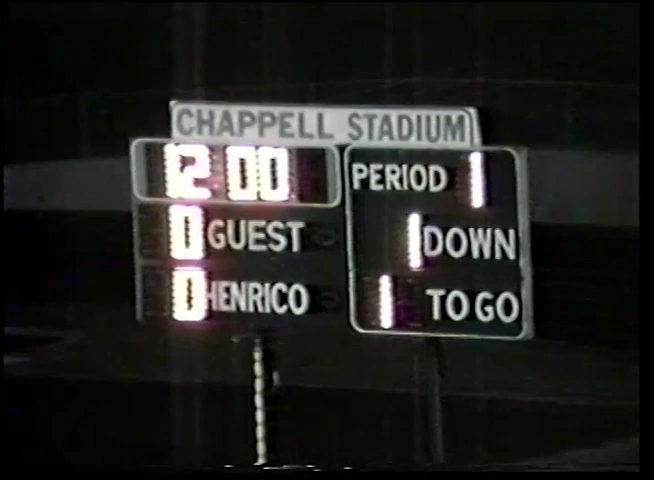 CHAPPELL STADIUM
12 00
PERIOD 1
0 GUEST
1 DOWN
0 HENRICO
1 TO GO